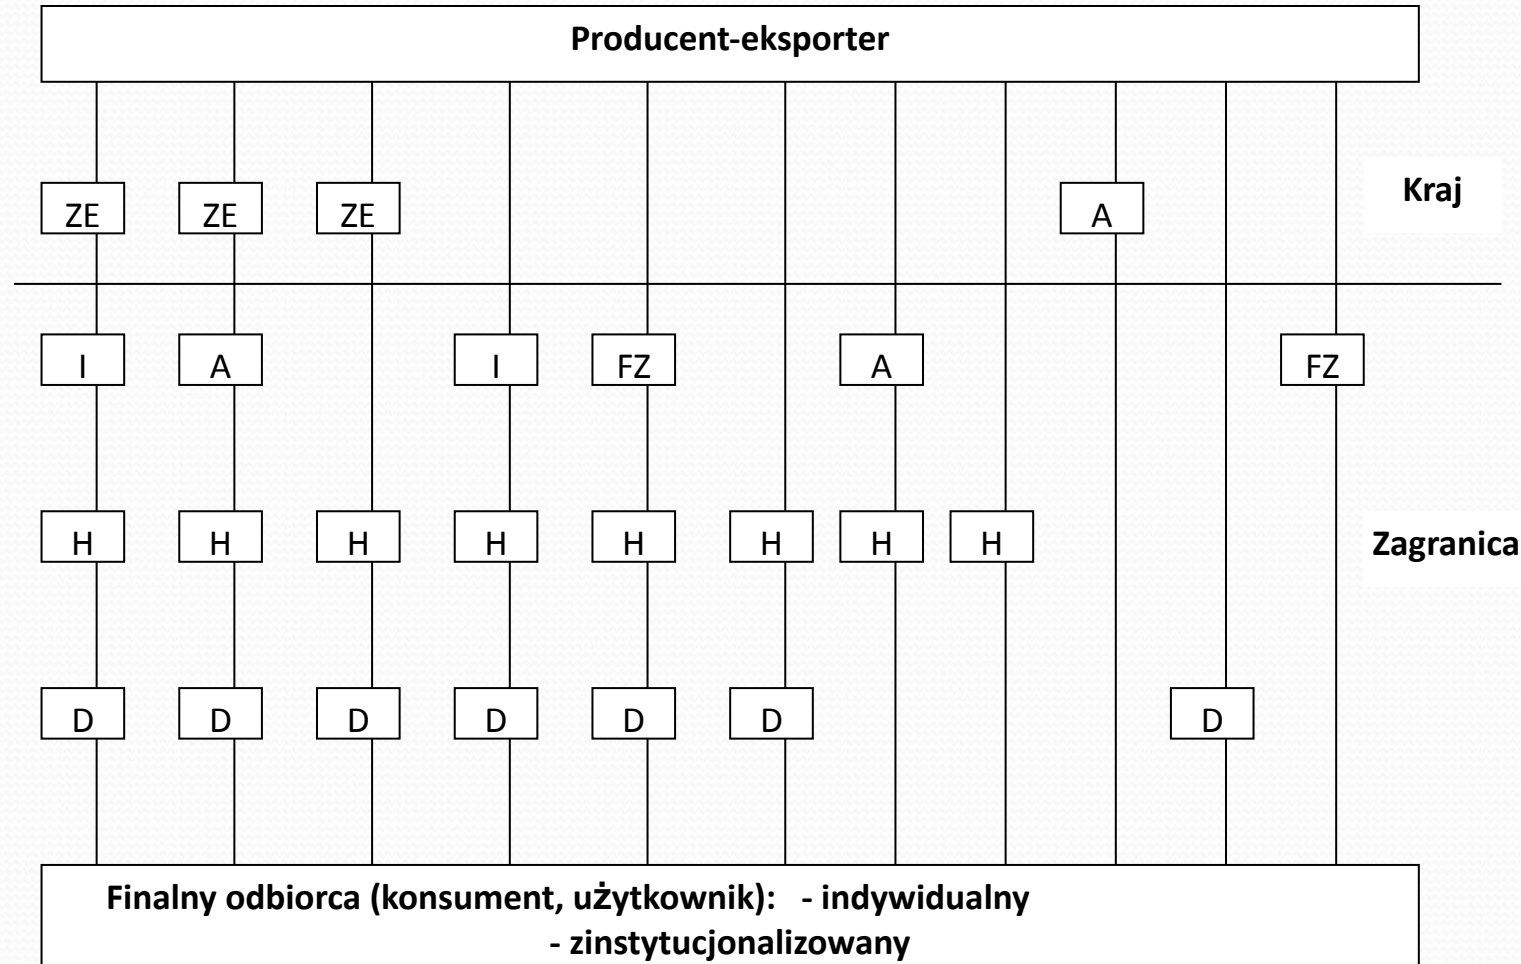 Producent-eksporter
ZE ZE ZE A Kraj
I A I FZ A FZ
H H H H H H H H Zagranica
D D D D D D D
Finalny odbiorca (konsument, użytkownik): - indywidualny
- zinstytucjonalizowany